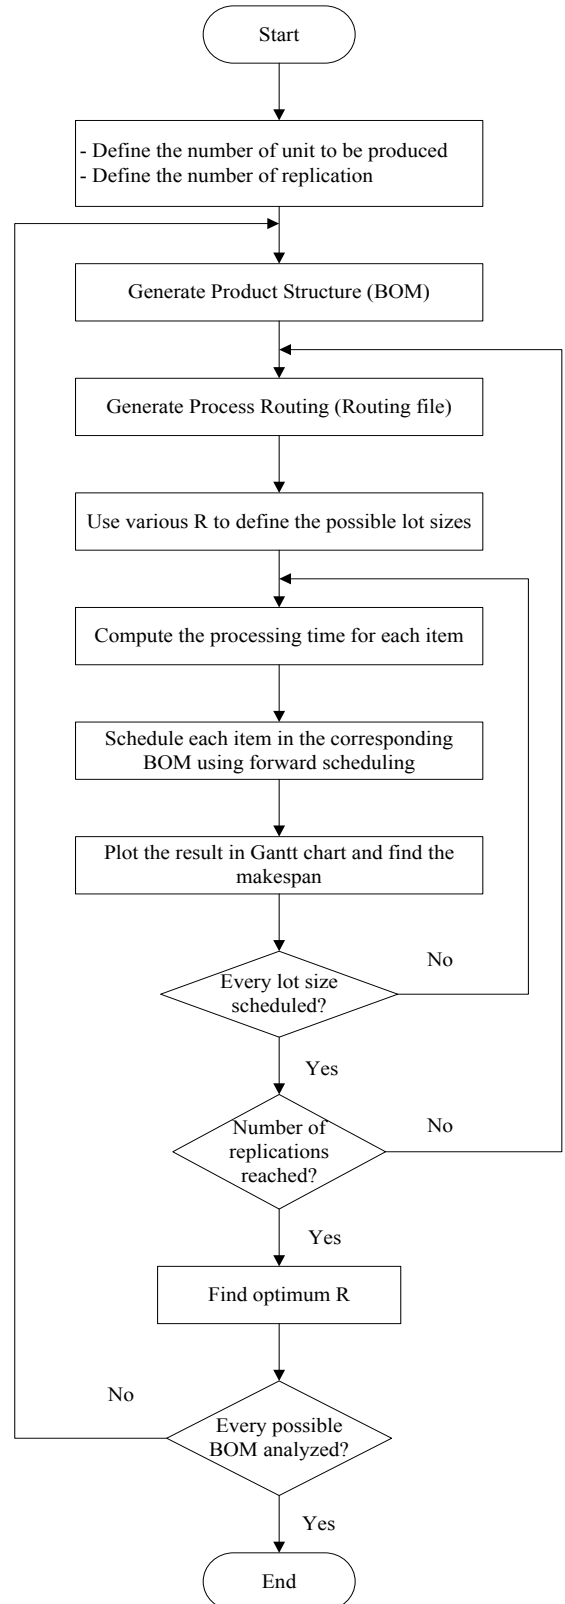 Start
- Define the number of unit to be produced
- Define the number of replication
Generate Product Structure (BOM)
Generate Process Routing (Routing file)
Use various R to define the possible lot sizes
Compute the processing time for each item
Schedule each item in the corresponding
BOM using forward scheduling
Plot the result in Gantt chart and find the
makespan
Every lot size
scheduled?
No
Yes
Number of
replications
reached?
No
Yes
Find optimum R
Every possible
BOM analyzed?
No
Yes
End